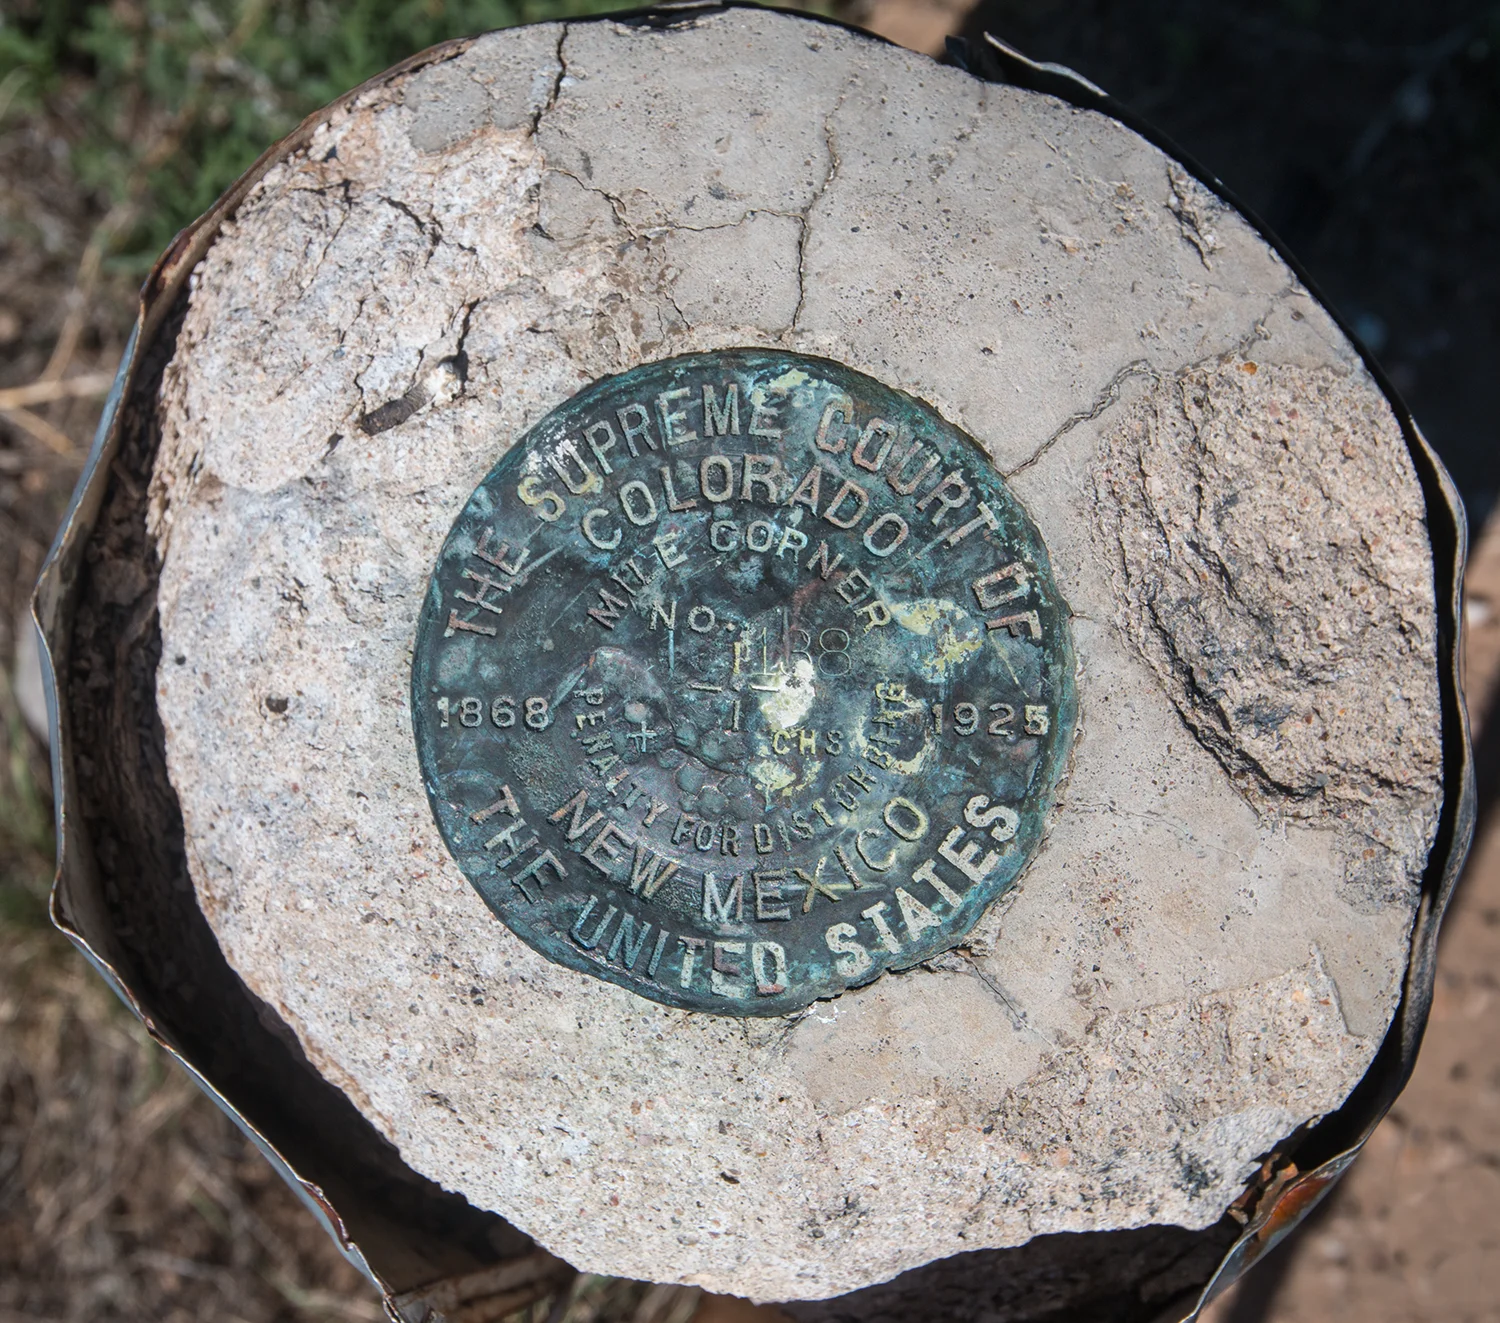 THE SUPREME COURT OF
COLORADO
MILE CORNER
No.
188
1868
1925
CHS
PENALTY FOR DISTURBING
NEW MEXICO
THE UNITED STATES